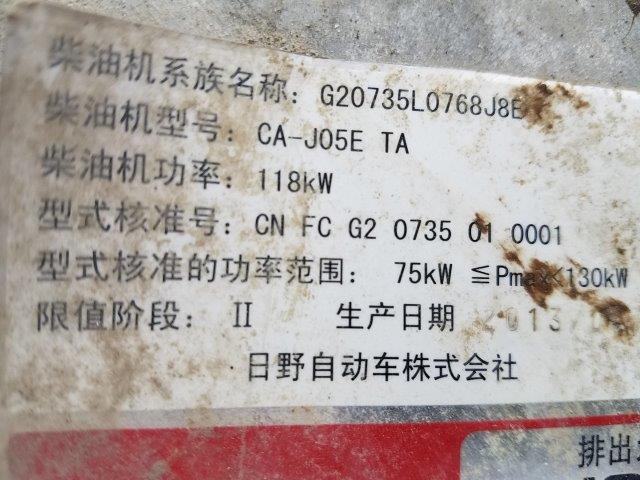 柴油机系族名称: G20735L0768J8E
柴油机型号: CA-J05E TA
柴油机功率: 118kW
型式核准号: CN FC G2 0735 01 0001
型式核准的功率范围: 75kW ≦Pmax<130kW
限值阶段: II 生产日期 2013
日野自动车株式会社
排出